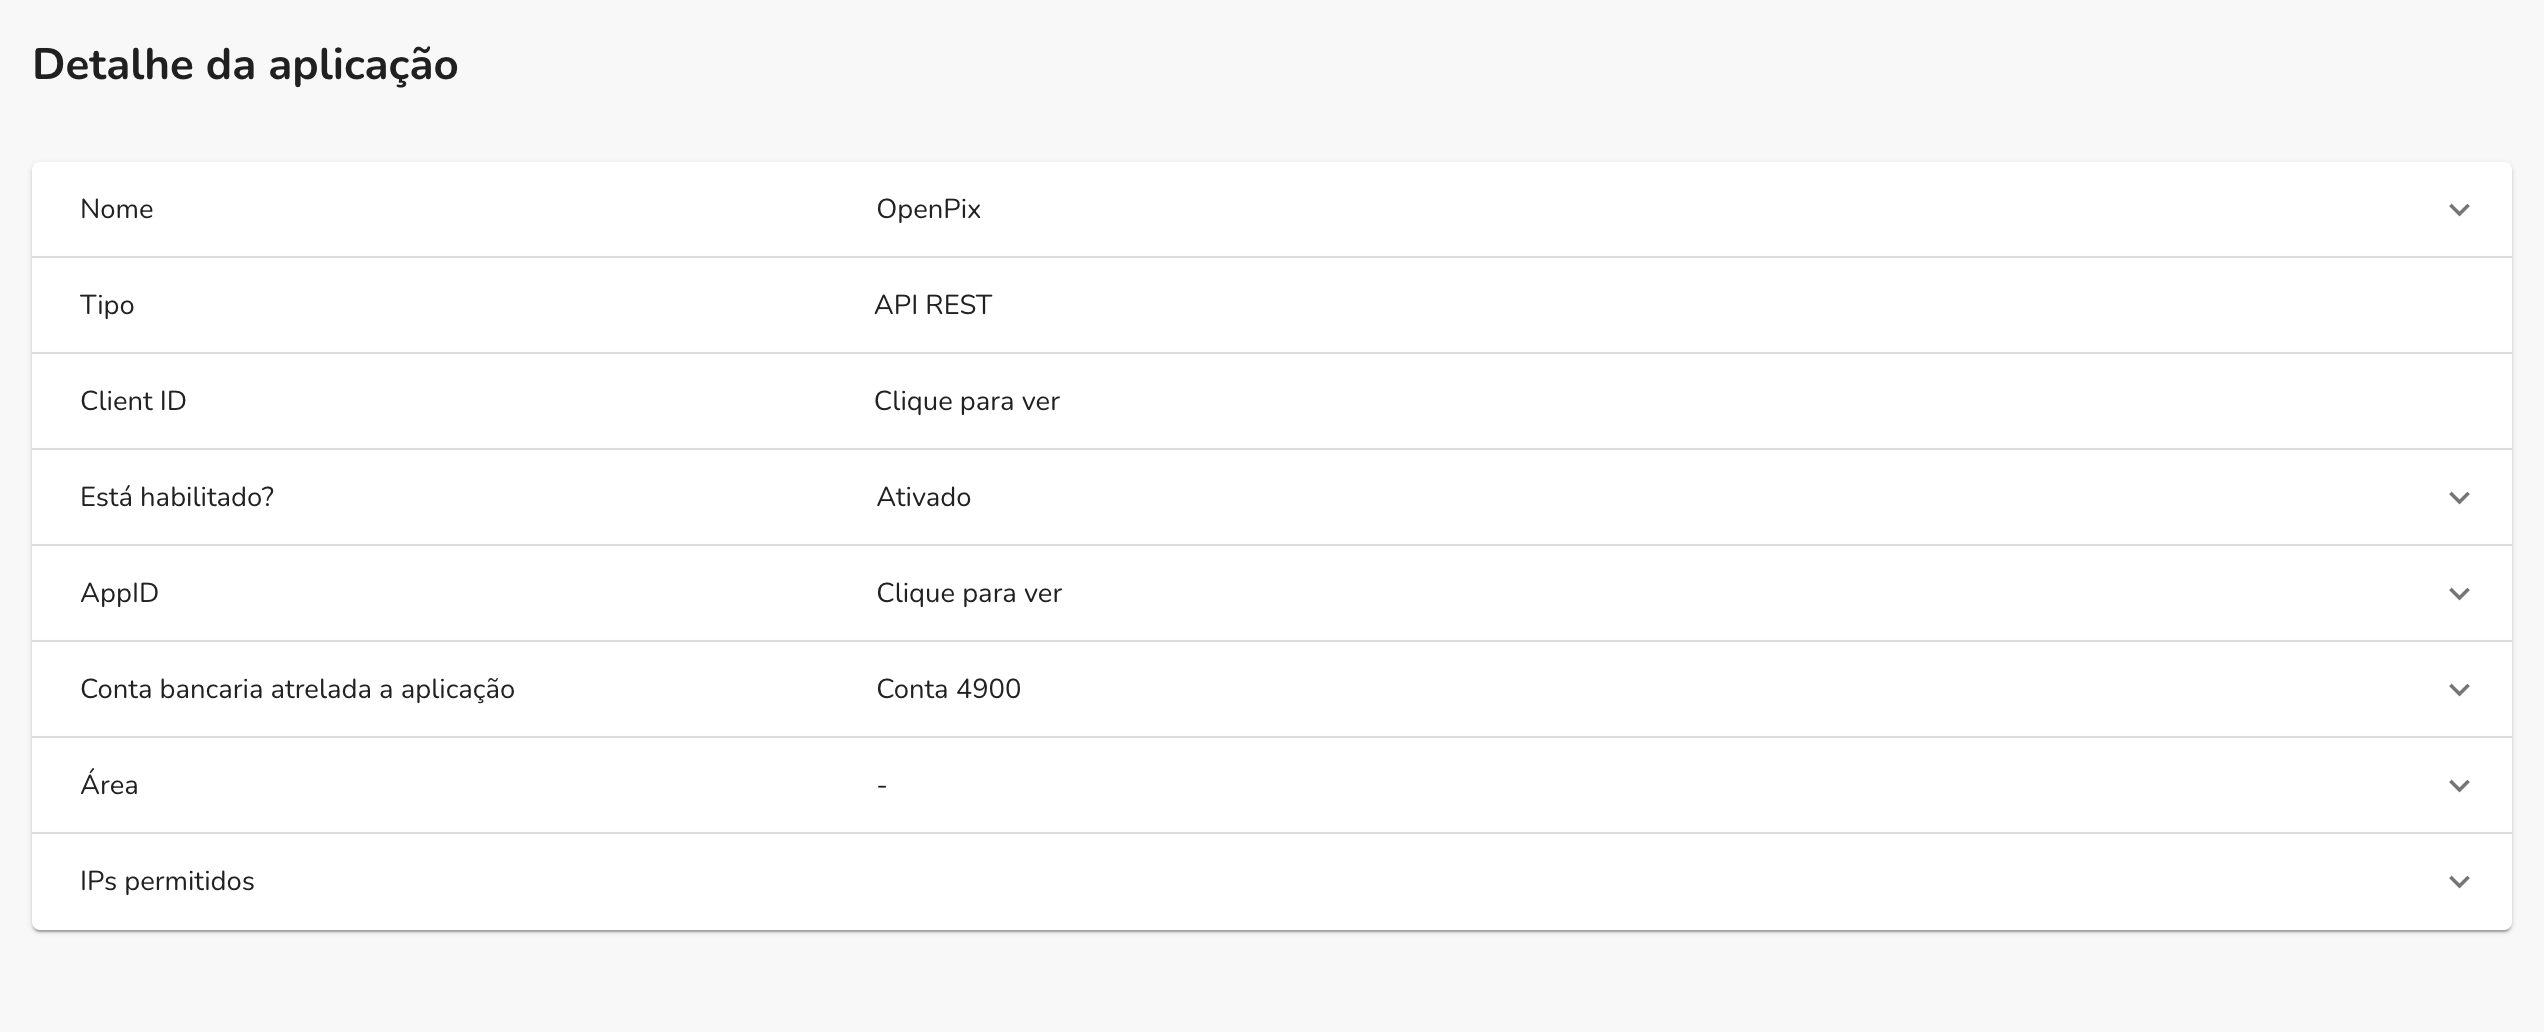 Detalhe da aplicação
Nome OpenPix
Tipo API REST
Client ID Clique para ver
Está habilitado? Ativado
AppID Clique para ver
Conta bancaria atrelada a aplicação Conta 4900
Área -
IPs permitidos